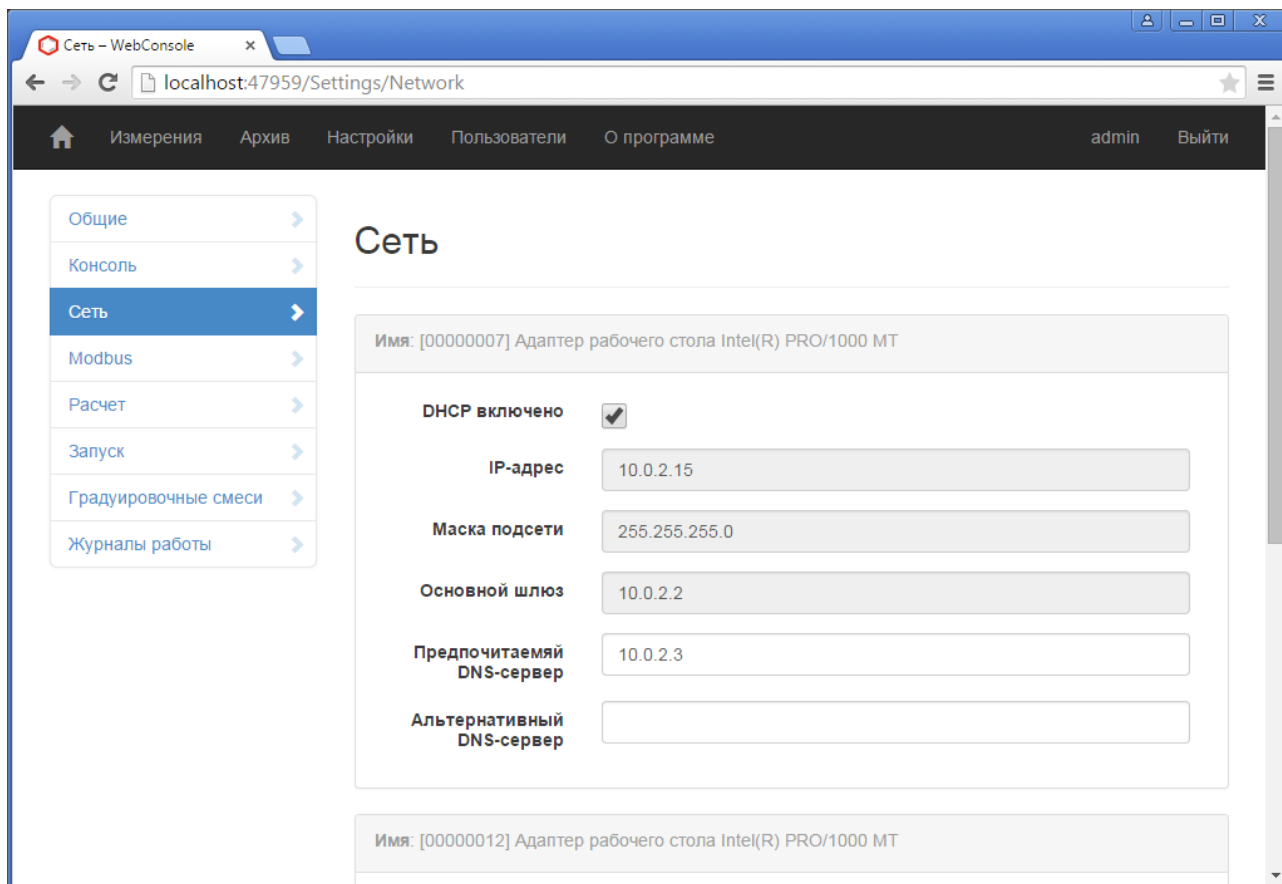 Сеть – WebConsole
localhost:47959/Settings/Network
Измерения Архив Настройки Пользователи О программе admin Выйти
Общие
Консоль
Сеть
Modbus
Расчет
Запуск
Градуировочные смеси
Журналы работы
Сеть
Имя: [00000007] Адаптер рабочего стола Intel(R) PRO/1000 MT
DHCP включено
IP-адрес 10.0.2.15
Маска подсети 255.255.255.0
Основной шлюз 10.0.2.2
Предпочитаемяй 10.0.2.3
DNS-сервер
Альтернативный
DNS-сервер
Имя: [00000012] Адаптер рабочего стола Intel(R) PRO/1000 MT